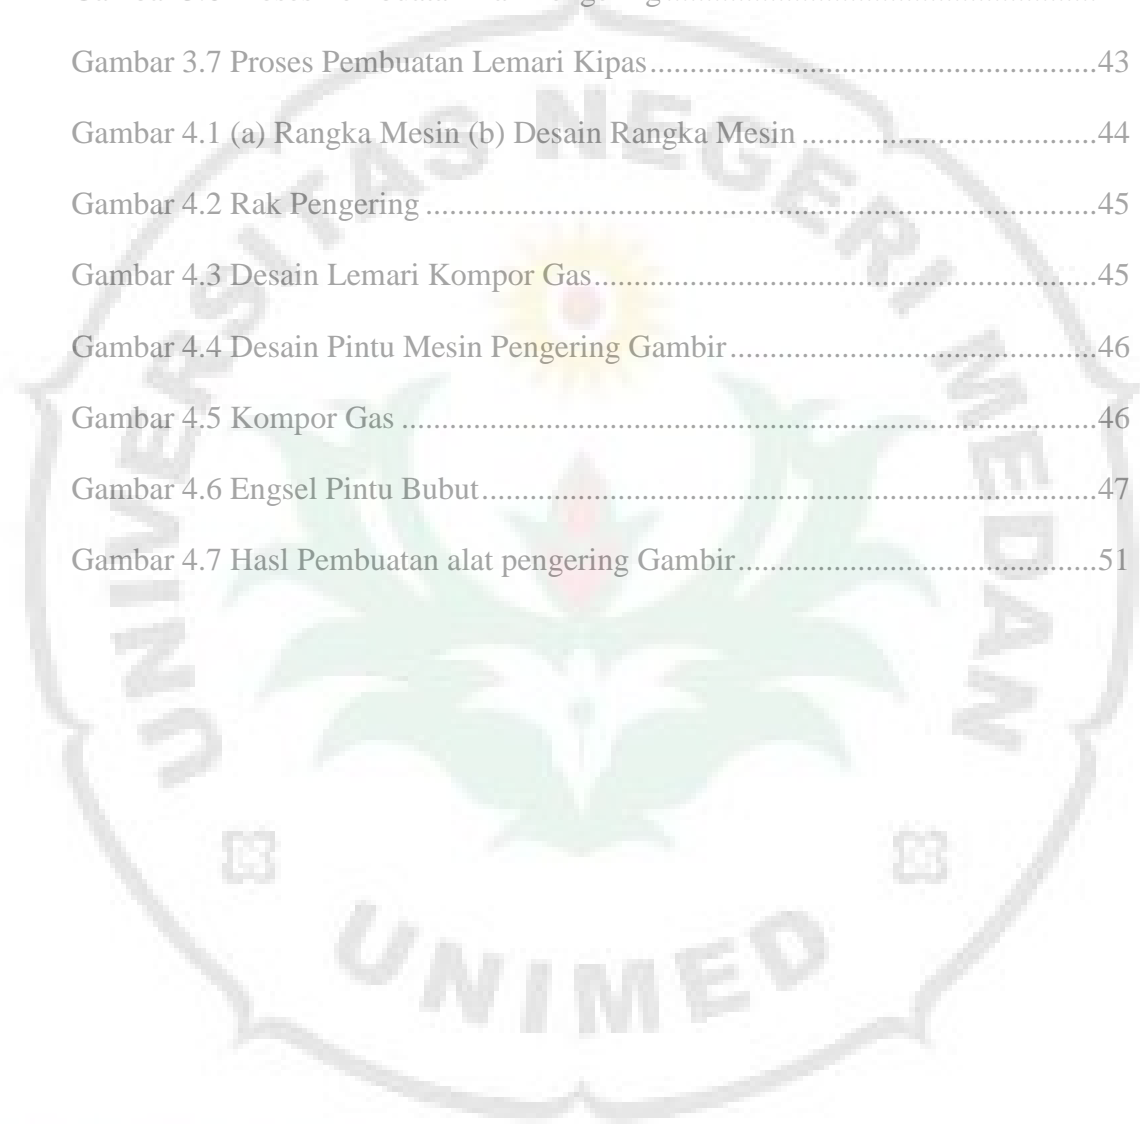 Gambar 3.7 Proses Pembuatan Lemari Kipas.......................................................43
Gambar 4.1 (a) Rangka Mesin (b) Desain Rangka Mesin ....................................44
Gambar 4.2 Rak Pengering ..................................................................................45
Gambar 4.3 Desain Lemari Kompor Gas..............................................................45
Gambar 4.4 Desain Pintu Mesin Pengering Gambir.............................................46
Gambar 4.5 Kompor Gas .....................................................................................46
Gambar 4.6 Engsel Pintu Bubut...........................................................................47
Gambar 4.7 Hasl Pembuatan alat pengering Gambir............................................51
UNIVERSITAS NEGERI MEDAN
UNIMED